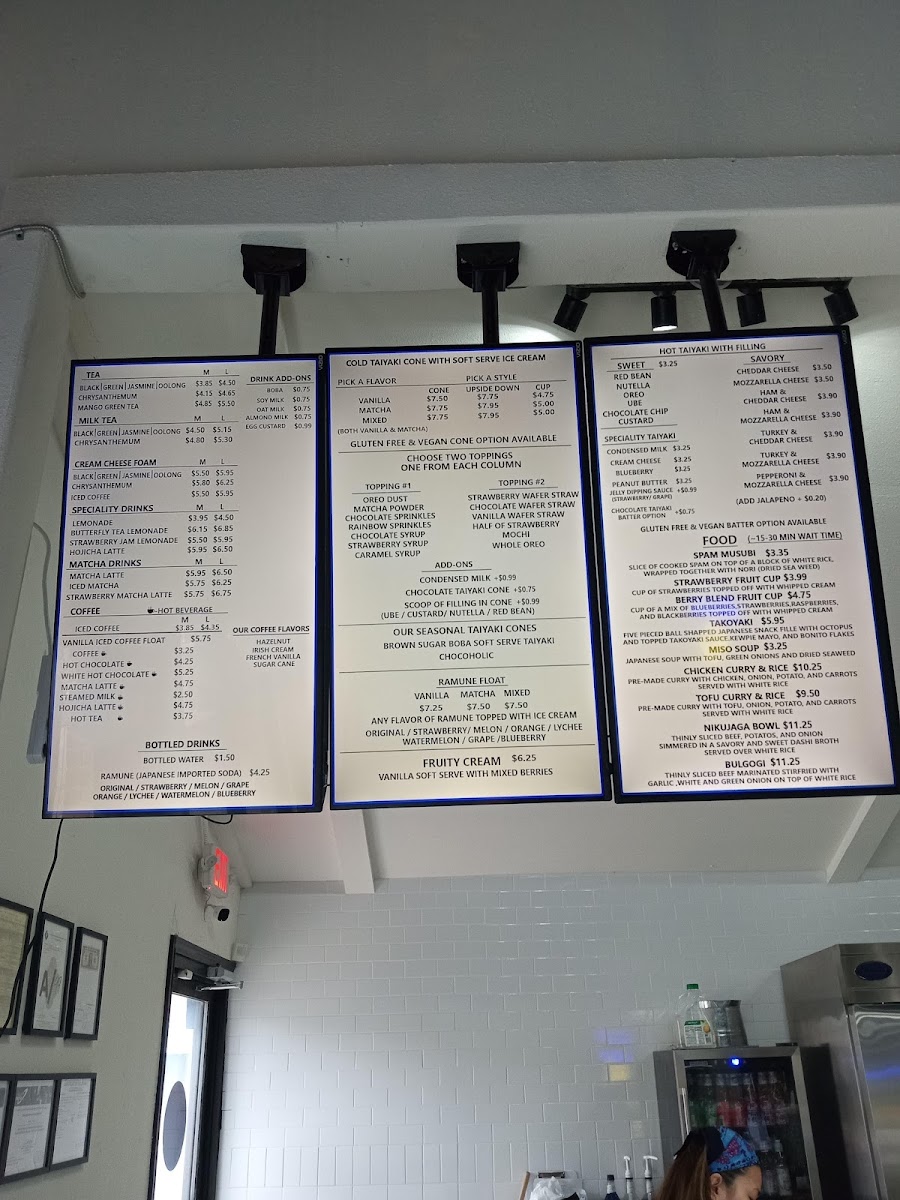 TEA M L
BLACK|GREEN|JASMINE|OOLONG $3.85 $4.50
CHRYSANTHEMUM $4.15 $4.65
MANGO GREEN TEA $4.85 $5.50
MILK TEA M L
BLACK|GREEN|JASMINE|OOLONG $4.50 $5.15
CHRYSANTHEMUM $4.80 $5.30
DRINK ADD-ONS
BOBA $0.75
SOY MILK $0.75
OAT MILK $0.75
ALMOND MILK $0.75
EGG CUSTARD $0.99
CREAM CHEESE FOAM M L
BLACK|GREEN|JASMINE|OOLONG $5.50 $5.95
CHRYSANTHEMUM $5.80 $6.25
ICED COFFEE $5.50 $5.95
SPECIALITY DRINKS M L
LEMONADE $3.95 $4.50
BUTTERFLY TEA LEMONADE $6.15 $6.85
STRAWBERRY JAM LEMONADE $5.50 $5.95
HOJICHA LATTE $5.95 $6.50
MATCHA DRINKS M L
MATCHA LATTE $5.95 $6.50
ICED MATCHA $5.75 $6.25
STRAWBERRY MATCHA LATTE $5.75 $6.75
COFFEE -HOT BEVERAGE
M L
ICED COFFEE $3.85 $4.35
VANILLA ICED COFFEE FLOAT $5.75
COFFEE $3.25
HOT CHOCOLATE $4.25
WHITE HOT CHOCOLATE $5.25
MATCHA LATTE $4.75
STEAMED MILK $2.50
HOJICHA LATTE $4.75
HOT TEA $3.75
OUR COFFEE FLAVORS
HAZELNUT
IRISH CREAM
FRENCH VANILLA
SUGAR CANE
BOTTLED DRINKS
BOTTLED WATER $1.50
RAMUNE (JAPANESE IMPORTED SODA) $4.25
ORIGINAL / STRAWBERRY / MELON / GRAPE
ORANGE / LYCHEE / WATERMELON / BLUEBERRY
COLD TAIYAKI CONE WITH SOFT SERVE ICE CREAM
PICK A FLAVOR PICK A STYLE
CONE UPSIDE DOWN CUP
VANILLA $7.50 $7.75 $4.75
MATCHA $7.75 $7.95 $5.00
MIXED $7.75 $7.95 $5.00
(BOTH VANILLA & MATCHA)
GLUTEN FREE & VEGAN CONE OPTION AVAILABLE
CHOOSE TWO TOPPINGS
ONE FROM EACH COLUMN
TOPPING #1
OREO DUST
MATCHA POWDER
CHOCOLATE SPRINKLES
RAINBOW SPRINKLES
CHOCOLATE SYRUP
STRAWBERRY SYRUP
CARAMEL SYRUP
TOPPING #2
STRAWBERRY WAFER STRAW
CHOCOLATE WAFER STRAW
VANILLA WAFER STRAW
HALF OF STRAWBERRY
MOCHI
WHOLE OREO
ADD-ONS
CONDENSED MILK +$0.99
CHOCOLATE TAIYAKI CONE +$0.75
SCOOP OF FILLING IN CONE +$0.99
(UBE / CUSTARD/ NUTELLA / RED BEAN)
OUR SEASONAL TAIYAKI CONES
BROWN SUGAR BOBA SOFT SERVE TAIYAKI
CHOCOHOLIC
RAMUNE FLOAT
VANILLA MATCHA MIXED
$7.25 $7.50 $7.50
ANY FLAVOR OF RAMUNE TOPPED WITH ICE CREAM
ORIGINAL / STRAWBERRY/ MELON / ORANGE / LYCHEE
WATERMELON / GRAPE /BLUEBERRY
FRUITY CREAM $6.25
VANILLA SOFT SERVE WITH MIXED BERRIES
HOT TAIYAKI WITH FILLING
SWEET $3.25
RED BEAN
NUTELLA
OREO
UBE
CHOCOLATE CHIP
CUSTARD
SPECIALITY TAIYAKI
CONDENSED MILK $3.25
CREAM CHEESE $3.25
BLUEBERRY $3.25
PEANUT BUTTER $3.25
JELLY DIPPING SAUCE +$0.99
(STRAWBERRY/ GRAPE)
CHOCOLATE TAIYAKI +$0.75
BATTER OPTION
SAVORY
CHEDDAR CHEESE $3.50
MOZZARELLA CHEESE $3.50
HAM &
CHEDDAR CHEESE $3.90
HAM &
MOZZARELLA CHEESE $3.90
TURKEY &
CHEDDAR CHEESE $3.90
TURKEY &
MOZZARELLA CHEESE $3.90
PEPPERONI &
MOZZARELLA CHEESE $3.90
(ADD JALAPENO + $0.20)
GLUTEN FREE & VEGAN BATTER OPTION AVAILABLE
FOOD (~15-30 MIN WAIT TIME)
SPAM MUSUBI $3.35
SLICE OF COOKED SPAM ON TOP OF A BLOCK OF WHITE RICE,
WRAPPED TOGETHER WITH NORI (DRIED SEA WEED)
STRAWBERRY FRUIT CUP $3.99
CUP OF STRAWBERRIES TOPPED OFF WITH WHIPPED CREAM
BERRY BLEND FRUIT CUP $4.75
CUP OF A MIX OF BLUEBERRIES,STRAWBERRIES,RASPBERRIES,
AND BLACKBERRIES TOPPED OFF WITH WHIPPED CREAM
TAKOYAKI $5.95
FIVE PIECED BALL SHAPPED JAPANESE SNACK FILLE WITH OCTOPUS
AND TOPPED TAKOYAKI SAUCE,KEWPIE MAYO, AND BONITO FLAKES
MISO SOUP $3.25
JAPANESE SOUP WITH TOFU, GREEN ONIONS AND DRIED SEAWEED
CHICKEN CURRY & RICE $10.25
PRE-MADE CURRY WITH CHICKEN, ONION, POTATO, AND CARROTS
SERVED WITH WHITE RICE
TOFU CURRY & RICE $9.50
PRE-MADE CURRY WITH TOFU, ONION, POTATO, AND CARROTS
SERVED WITH WHITE RICE
NIKUJAGA BOWL $11.25
THINLY SLICED BEEF, POTATOS, AND ONION
SIMMERED IN A SAVORY AND SWEET DASHI BROTH
SERVED OVER WHITE RICE
BULGOGI $11.25
THINLY SLICED BEEF MARINATED STIRFRIED WITH
GARLIC ,WHITE AND GREEN ONION ON TOP OF WHITE RICE